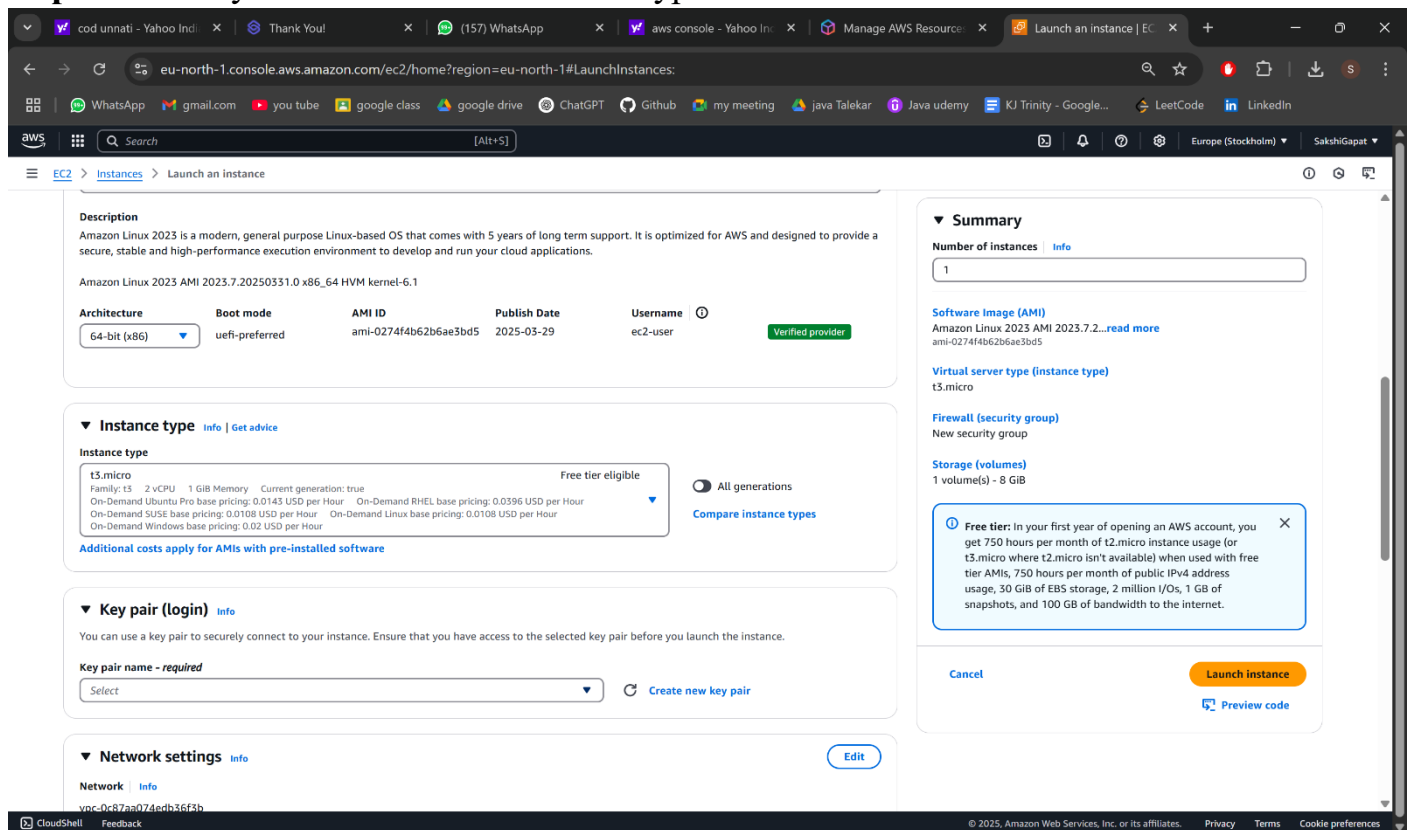 cod unnati - Yahoo Indi
Thank You!
(157) WhatsApp
aws console - Yahoo Inc
Manage AWS Resources
Launch an instance | EC
eu-north-1.console.aws.amazon.com/ec2/home?region=eu-north-1#LaunchInstances:
S
WhatsApp
gmail.com
you tube
google class
google drive
ChatGPT
Github
my meeting
java Talekar
Java udemy
KJ Trinity - Google...
LeetCode
LinkedIn
aws
Search
[Alt+S]
Europe (Stockholm)
SakshiGapat
EC2 > Instances > Launch an instance
Description
Amazon Linux 2023 is a modern, general purpose Linux-based OS that comes with 5 years of long term support. It is optimized for AWS and designed to provide a
secure, stable and high-performance execution environment to develop and run your cloud applications.
Amazon Linux 2023 AMI 2023.7.20250331.0 x86_64 HVM kernel-6.1
Architecture
Boot mode
AMI ID
Publish Date
Username
64-bit (x86)
uefi-preferred
ami-0274f4b62b6ae3bd5
2025-03-29
ec2-user
Verified provider
Instance type Info | Get advice
Instance type
t3.micro
Free tier eligible
Family: t3 2 vCPU 1 GiB Memory Current generation: true
On-Demand Ubuntu Pro base pricing: 0.0143 USD per Hour On-Demand RHEL base pricing: 0.0396 USD per Hour
On-Demand SUSE base pricing: 0.0108 USD per Hour On-Demand Linux base pricing: 0.0108 USD per Hour
On-Demand Windows base pricing: 0.02 USD per Hour
All generations
Compare instance types
Additional costs apply for AMIs with pre-installed software
Key pair (login) Info
You can use a key pair to securely connect to your instance. Ensure that you have access to the selected key pair before you launch the instance.
Key pair name - required
Select
Create new key pair
Network settings Info
Edit
Network Info
vpc-0c87aa074edb36f3b
Summary
Number of instances Info
1
Software Image (AMI)
Amazon Linux 2023 AMI 2023.7.2...read more
ami-0274f4b62b6ae3bd5
Virtual server type (instance type)
t3.micro
Firewall (security group)
New security group
Storage (volumes)
1 volume(s) - 8 GiB
Free tier: In your first year of opening an AWS account, you
get 750 hours per month of t2.micro instance usage (or
t3.micro where t2.micro isn't available) when used with free
tier AMIs, 750 hours per month of public IPv4 address
usage, 30 GiB of EBS storage, 2 million I/Os, 1 GB of
snapshots, and 100 GB of bandwidth to the internet.
Cancel
Launch instance
Preview code
CloudShell
Feedback
© 2025, Amazon Web Services, Inc. or its affiliates.
Privacy
Terms
Cookie preferences